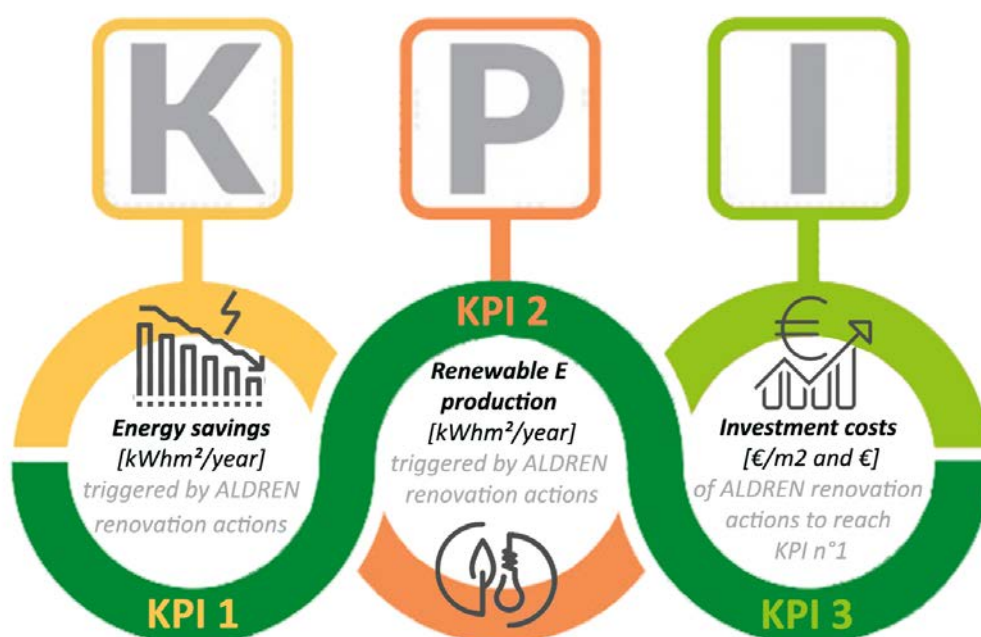 K P I
KPI 2
Energy savings
[kWhm²/year]
triggered by ALDREN
renovation actions
Renewable E
production
[kWhm²/year]
triggered by ALDREN
renovation actions
€
Investment costs
[€/m2 and €]
of ALDREN renovation
actions to reach
KPI n°1
KPI 1
KPI 3